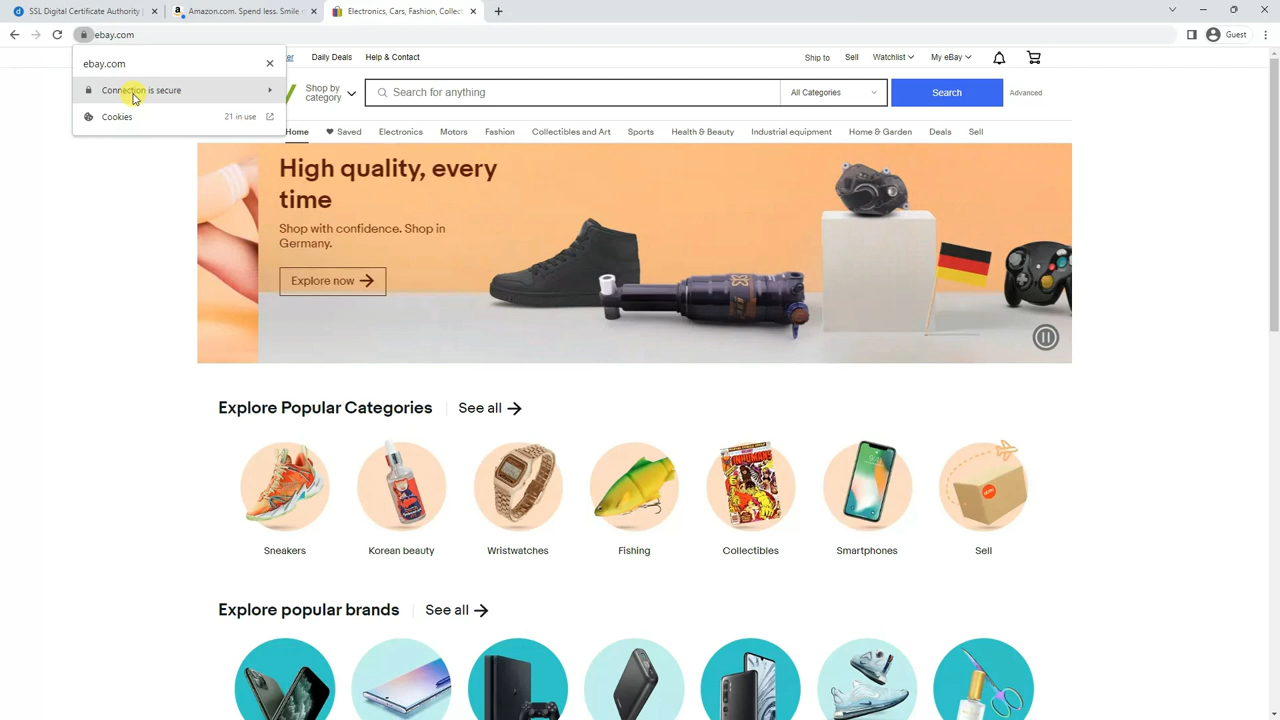 SSL Digital Certificate Authority
Amazon.com. Spend less. Smile
Electronics, Cars, Fashion, Collec
ebay.com
Guest
ebay.com
Connection is secure
Cookies
21 in use
Daily Deals
Help & Contact
Ship to
Sell
Watchlist
My eBay
Shop by
category
Search for anything
All Categories
Search
Advanced
Home
Saved
Electronics
Motors
Fashion
Collectibles and Art
Sports
Health & Beauty
Industrial equipment
Home & Garden
Deals
Sell
High quality, every
time
Shop with confidence. Shop in
Germany.
Explore now
Explore Popular Categories
See all
INHUMANS
Sneakers
Korean beauty
Wristwatches
Fishing
Collectibles
Smartphones
Sell
Explore popular brands
See all